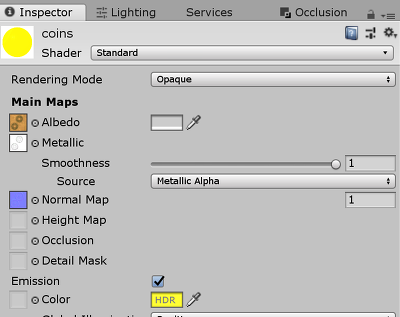 Inspector Lighting Services Occlusion
coins
Shader Standard
Rendering Mode Opaque
Main Maps
Albedo
Metallic
Smoothness 1
Source Metallic Alpha
Normal Map 1
Height Map
Occlusion
Detail Mask
Emission
Color HDR